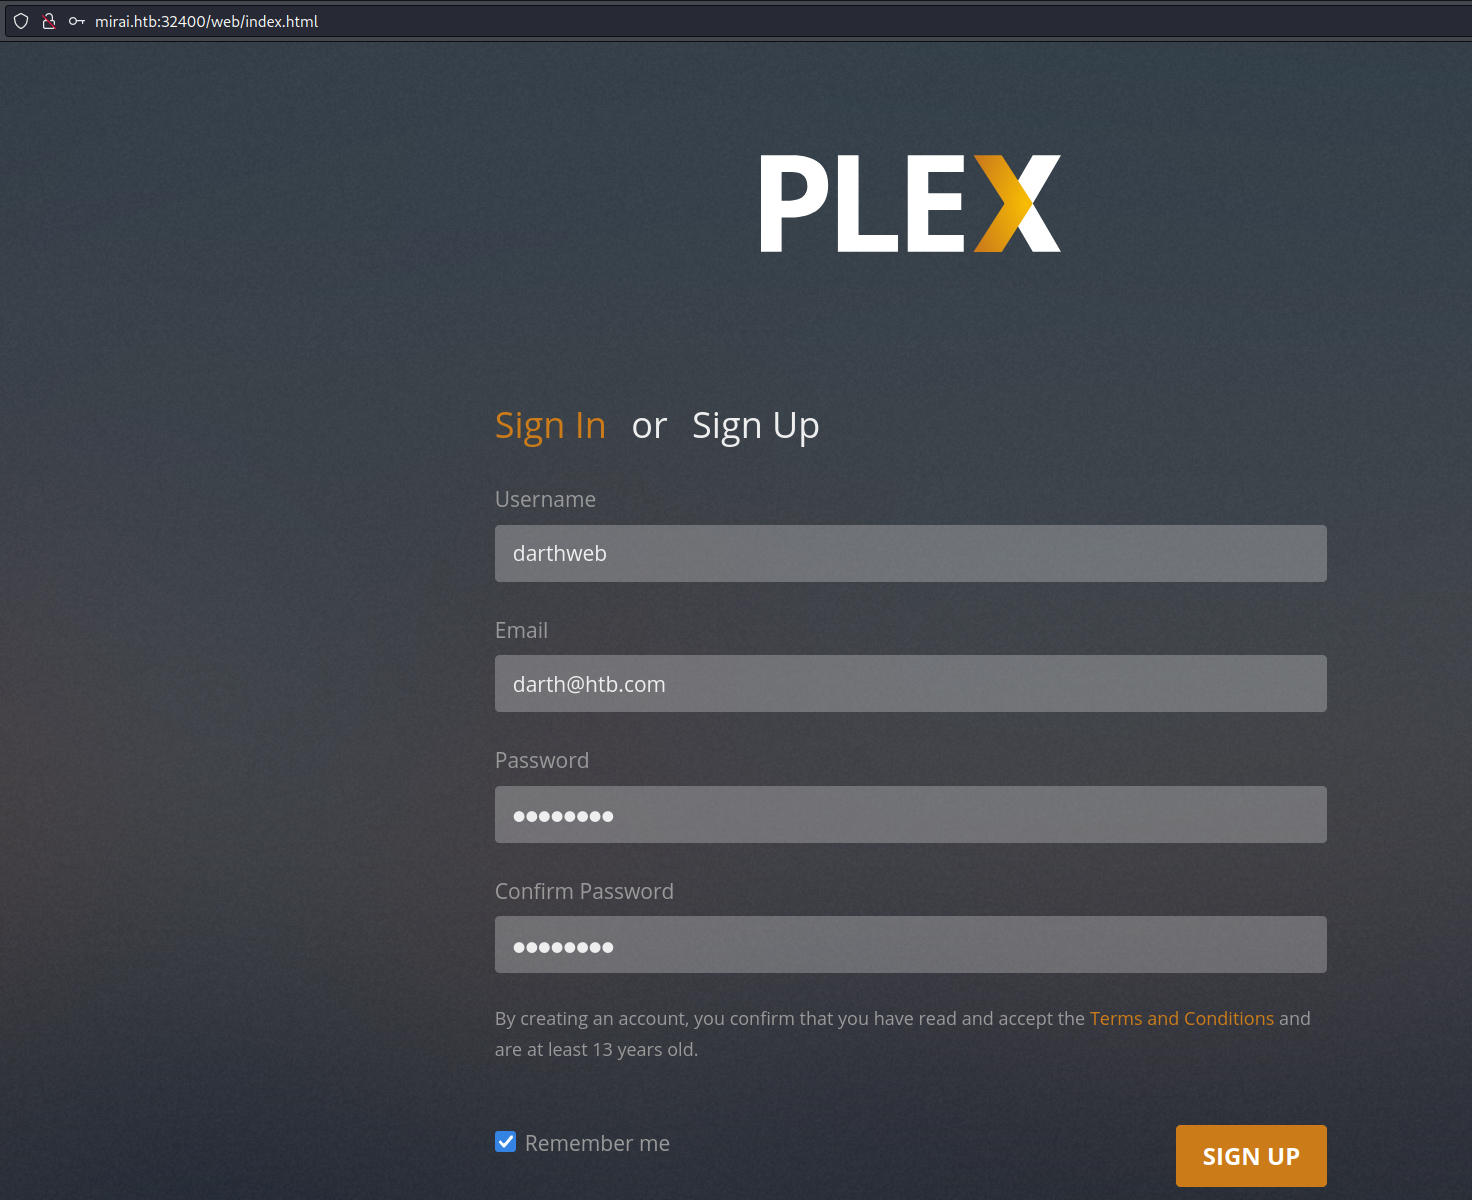 mirai.htb:32400/web/index.html
PLEX
Sign In or Sign Up
Username
darthweb
Email
darth@htb.com
Password
●●●●●●●●
Confirm Password
●●●●●●●●
By creating an account, you confirm that you have read and accept the Terms and Conditions and
are at least 13 years old.
Remember me
SIGN UP